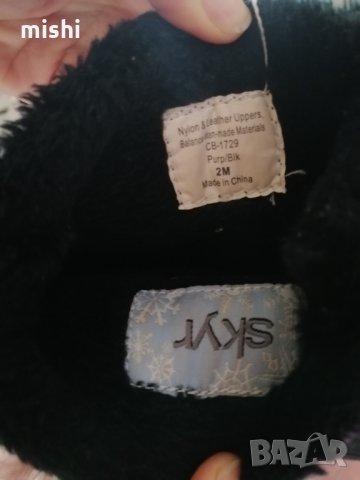 mishi
Nylon & Leather Uppers,
Balance Man-made Materials
CB-1729
Purp/Blk
2M
Made in China
skyr
BAZAR